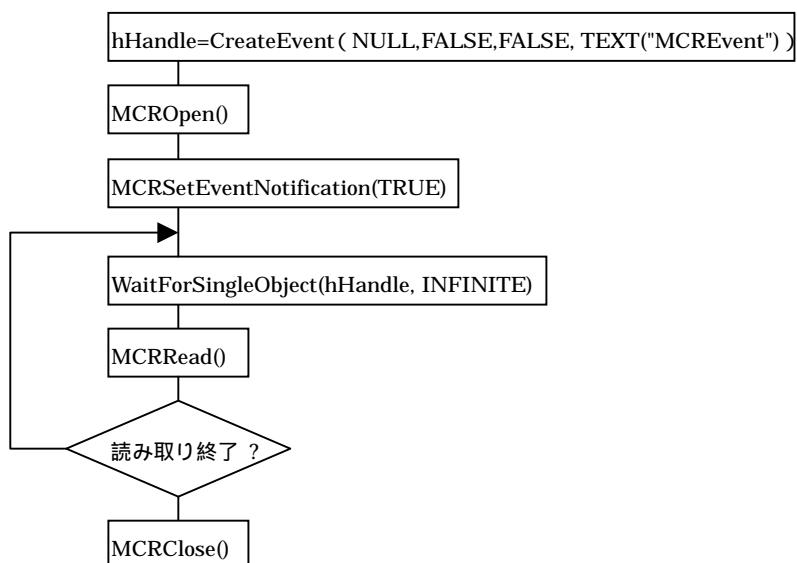 hHandle=CreateEvent ( NULL,FALSE,FALSE, TEXT("MCREvent") )
MCROpen()
MCRSetEventNotification(TRUE)
WaitForSingleObject(hHandle, INFINITE)
MCRRead()
読み取り終了 ?
MCRClose()